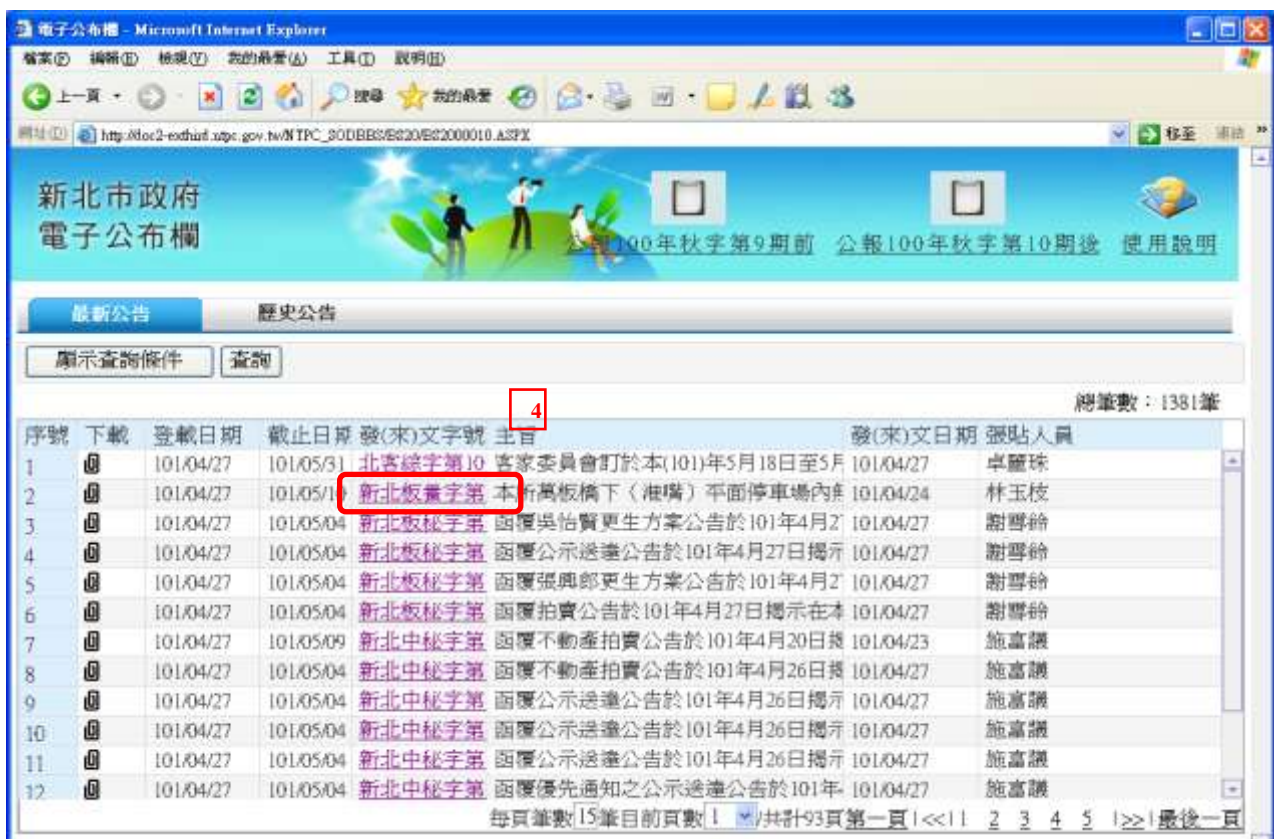 電子公布欄 - Microsoft Internet Explorer
檔案(F) 編輯(E) 檢視(V) 我的最愛(A) 工具(T) 說明(H)
上一頁 搜尋 我的最愛
網址(D) http://doc2-exthird.ntpc.gov.tw/NTPC_SODBBS/BS20/BS2000010.ASPX 移至 連結 »
新北市政府
電子公布欄
公報100年秋字第9期前 公報100年秋字第10期後 使用說明
最新公告 歷史公告
顯示查詢條件 查詢
總筆數：1381筆
4
序號 下載 登載日期 截止日期 發(來)文字號 主旨 發(來)文日期 張貼人員
1 101/04/27 101/05/31 北客綜字第10 客家委員會訂於本(101)年5月18日至5月 101/04/27 卓麗珠
2 101/04/27 101/05/10 新北板畫字第 本所萬板橋下（准嘴）平面停車場內無 101/04/24 林玉枝
3 101/04/27 101/05/04 新北板秘字第 函覆吳怡賢更生方案公告於101年4月2 101/04/27 謝雪鈴
4 101/04/27 101/05/04 新北板秘字第 函覆公示送達公告於101年4月27日揭示 101/04/27 謝雪鈴
5 101/04/27 101/05/04 新北板秘字第 函覆張興郎更生方案公告於101年4月2 101/04/27 謝雪鈴
6 101/04/27 101/05/04 新北板秘字第 函覆拍賣公告於101年4月27日揭示在本 101/04/27 謝雪鈴
7 101/04/27 101/05/09 新北中秘字第 函覆不動產拍賣公告於101年4月20日揭 101/04/23 施富議
8 101/04/27 101/05/04 新北中秘字第 函覆不動產拍賣公告於101年4月26日揭 101/04/27 施富議
9 101/04/27 101/05/04 新北中秘字第 函覆公示送達公告於101年4月26日揭示 101/04/27 施富議
10 101/04/27 101/05/04 新北中秘字第 函覆公示送達公告於101年4月26日揭示 101/04/27 施富議
11 101/04/27 101/05/04 新北中秘字第 函覆公示送達公告於101年4月26日揭示 101/04/27 施富議
12 101/04/27 101/05/04 新北中秘字第 函覆優先通知之公示送達公告於101年 101/04/27 施富議
每頁筆數15筆目前頁數1 /共計93頁第一頁|<<|1 2 3 4 5 |>>|最後一頁